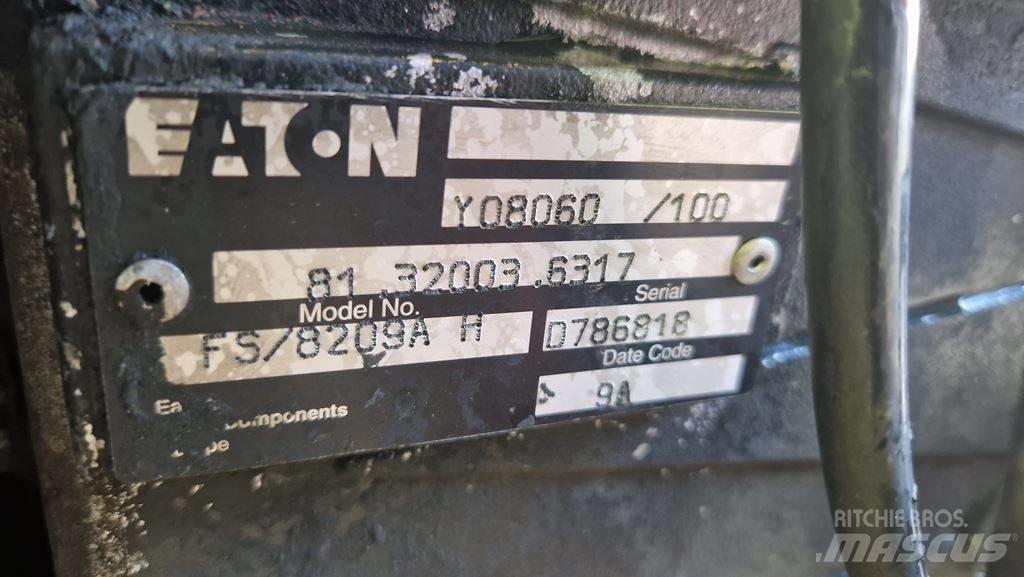 EATON
Y08060 /100
81.32003.6317
Model No. Serial
FS/8209A H D786818
Date Code
9A
Components
RITCHIE BROS.
MASCUS